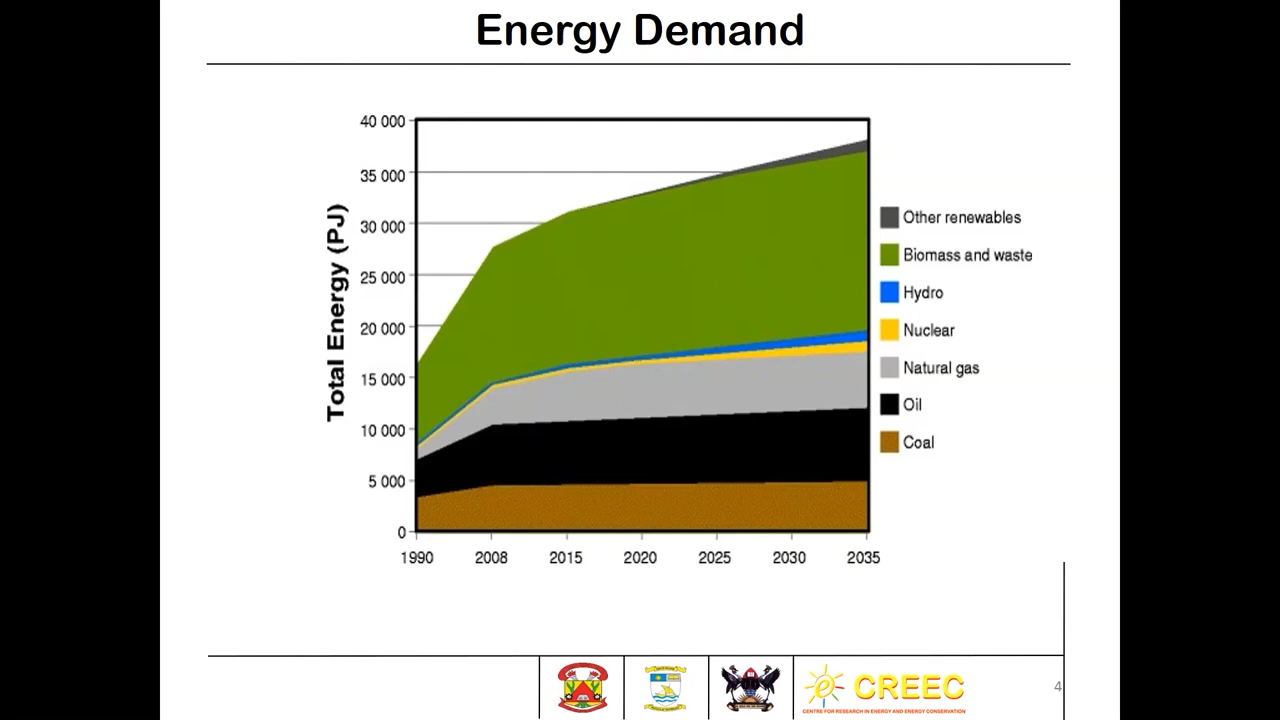 Energy Demand
Total Energy (PJ)
40 000
35 000
30 000
25 000
20 000
15 000
10 000
5 000
0
1990 2008 2015 2020 2025 2030 2035
Other renewables
Biomass and waste
Hydro
Nuclear
Natural gas
Oil
Coal
CREEC
CENTRE FOR RESEARCH IN ENERGY AND ENERGY CONSERVATION
4